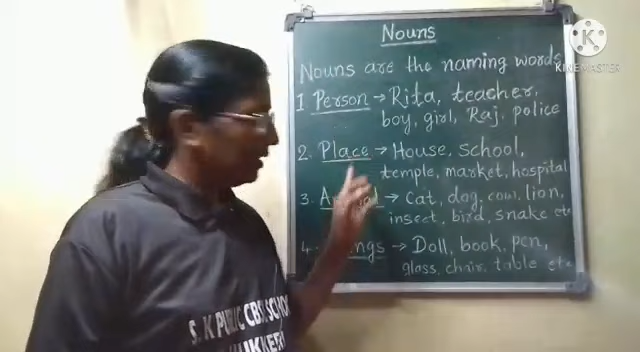 Nouns
Nouns are the naming words
1 Person → Rita, teacher,
boy, girl, Raj, police
2. Place → House, school,
temple, market, hospital
3. → Cat, dog, cow, lion,
insect, bird, snake etc
4. → Doll, book, pen,
glass, chair, table etc
K
KINEMASTER
S. K PUBLIC CBSE SCHOOL